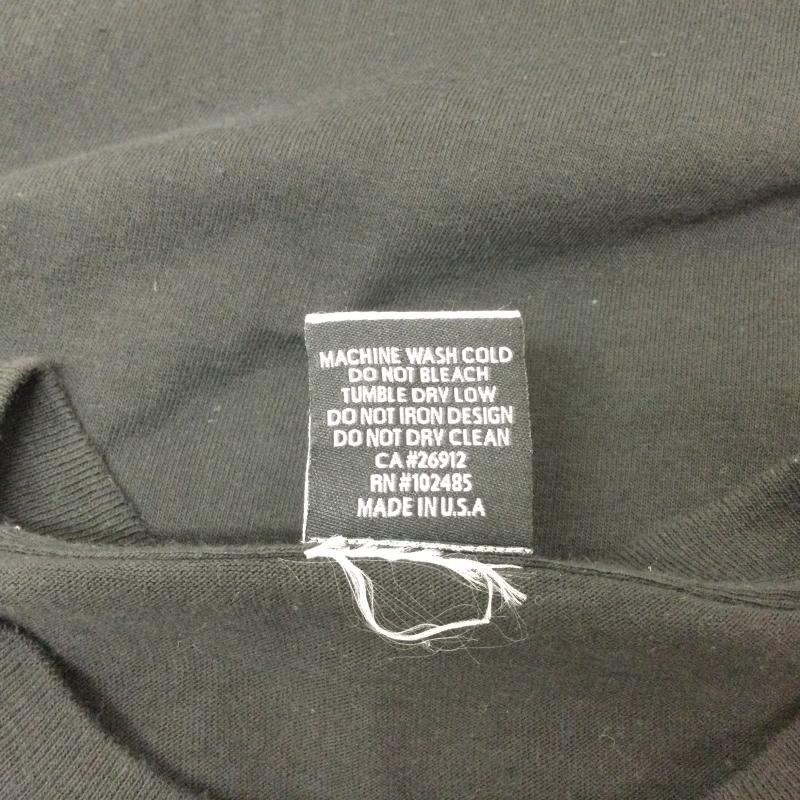 MACHINE WASH COLD
DO NOT BLEACH
TUMBLE DRY LOW
DO NOT IRON DESIGN
DO NOT DRY CLEAN
CA #26912
RN #102485
MADE IN U.S.A